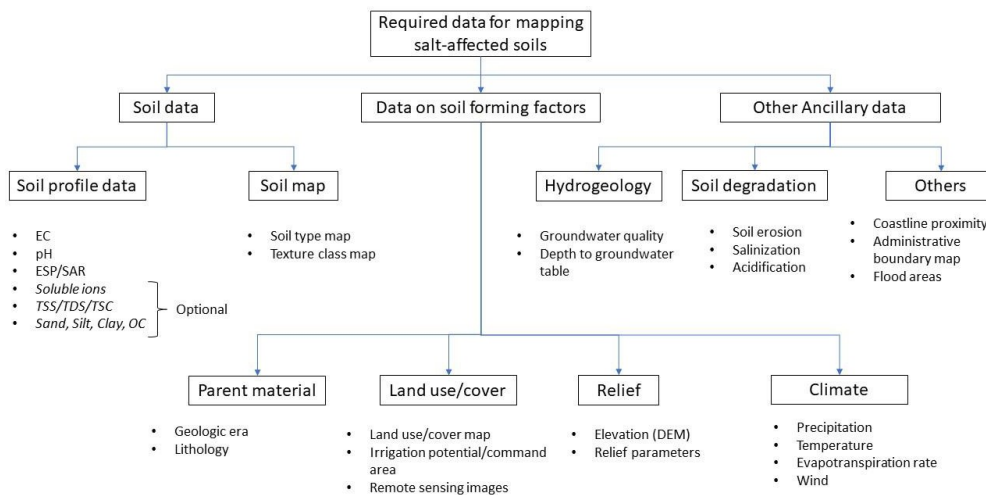 Required data for mapping
salt-affected soils
Soil data
Data on soil forming factors
Other Ancillary data
Soil profile data
Soil map
Hydrogeology
Soil degradation
Others
• EC
• pH
• ESP/SAR
• Soluble ions
• TSS/TDS/TSC
• Sand, Silt, Clay, OC
Optional
• Soil type map
• Texture class map
• Groundwater quality
• Depth to groundwater
table
• Soil erosion
• Salinization
• Acidification
• Coastline proximity
• Administrative
boundary map
• Flood areas
Parent material
Land use/cover
Relief
Climate
• Geologic era
• Lithology
• Land use/cover map
• Irrigation potential/command
area
• Remote sensing images
• Elevation (DEM)
• Relief parameters
• Precipitation
• Temperature
• Evapotranspiration rate
• Wind